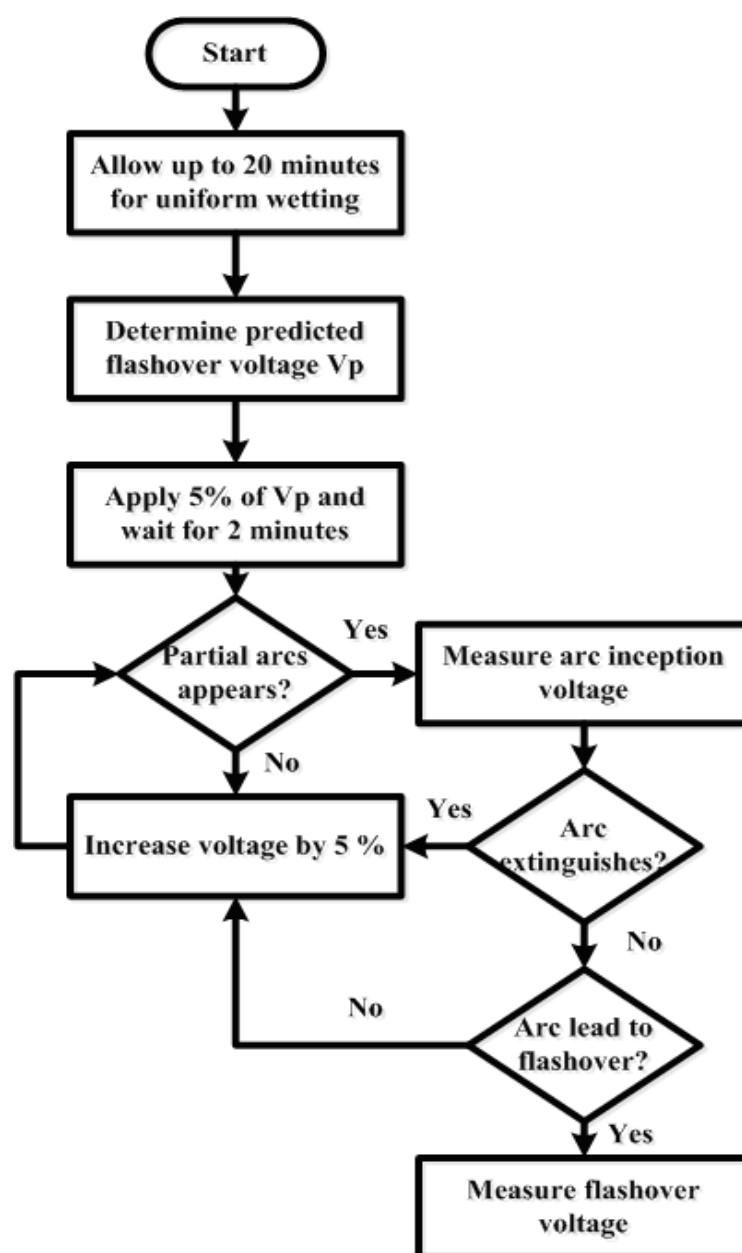 Start
Allow up to 20 minutes
for uniform wetting
Determine predicted
flashover voltage Vp
Apply 5% of Vp and
wait for 2 minutes
Partial arcs
appears?
Yes
Measure arc inception
voltage
No
Increase voltage by 5 %
Yes
Arc
extinguishes?
No
No
Arc lead to
flashover?
Yes
Measure flashover
voltage